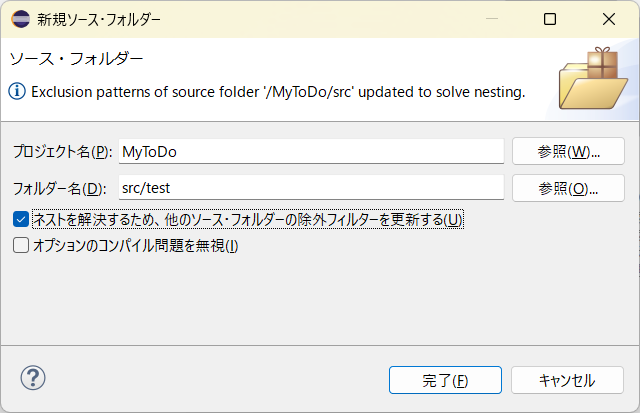 新規ソース・フォルダー
ソース・フォルダー
Exclusion patterns of source folder '/MyToDo/src' updated to solve nesting.
プロジェクト名(P): MyToDo 参照(W)...
フォルダー名(D): src/test 参照(O)...
ネストを解決するため、他のソース・フォルダーの除外フィルターを更新する(U)
オプションのコンパイル問題を無視(I)
完了(F) キャンセル